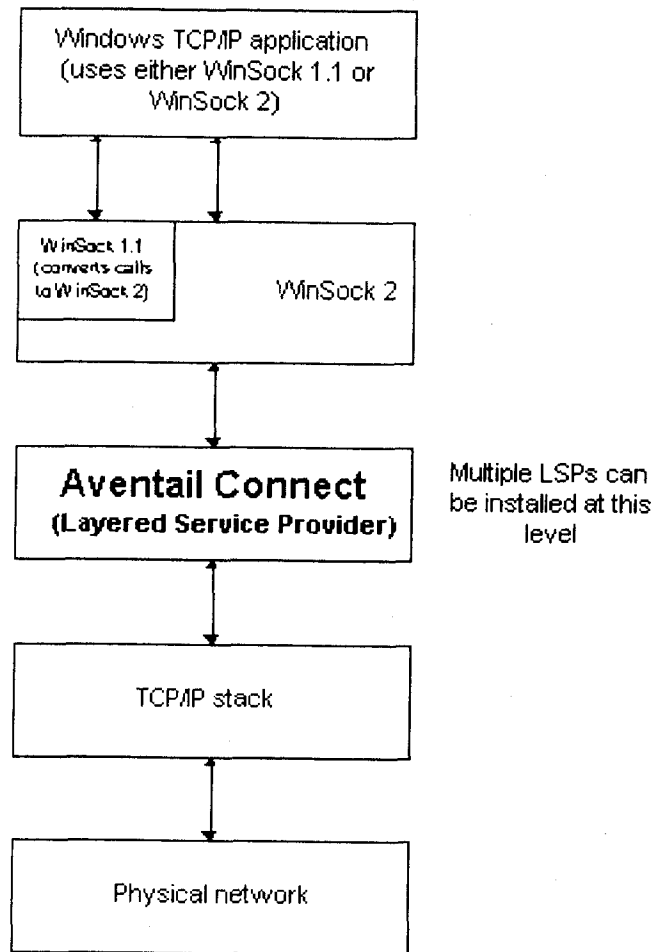 Windows TCP/IP application
(uses either WinSock 1.1 or
WinSock 2)
WinSock 1.1
(converts calls
to WinSock 2)
WinSock 2
Aventail Connect
(Layered Service Provider)
Multiple LSPs can
be installed at this
level
TCP/IP stack
Physical network